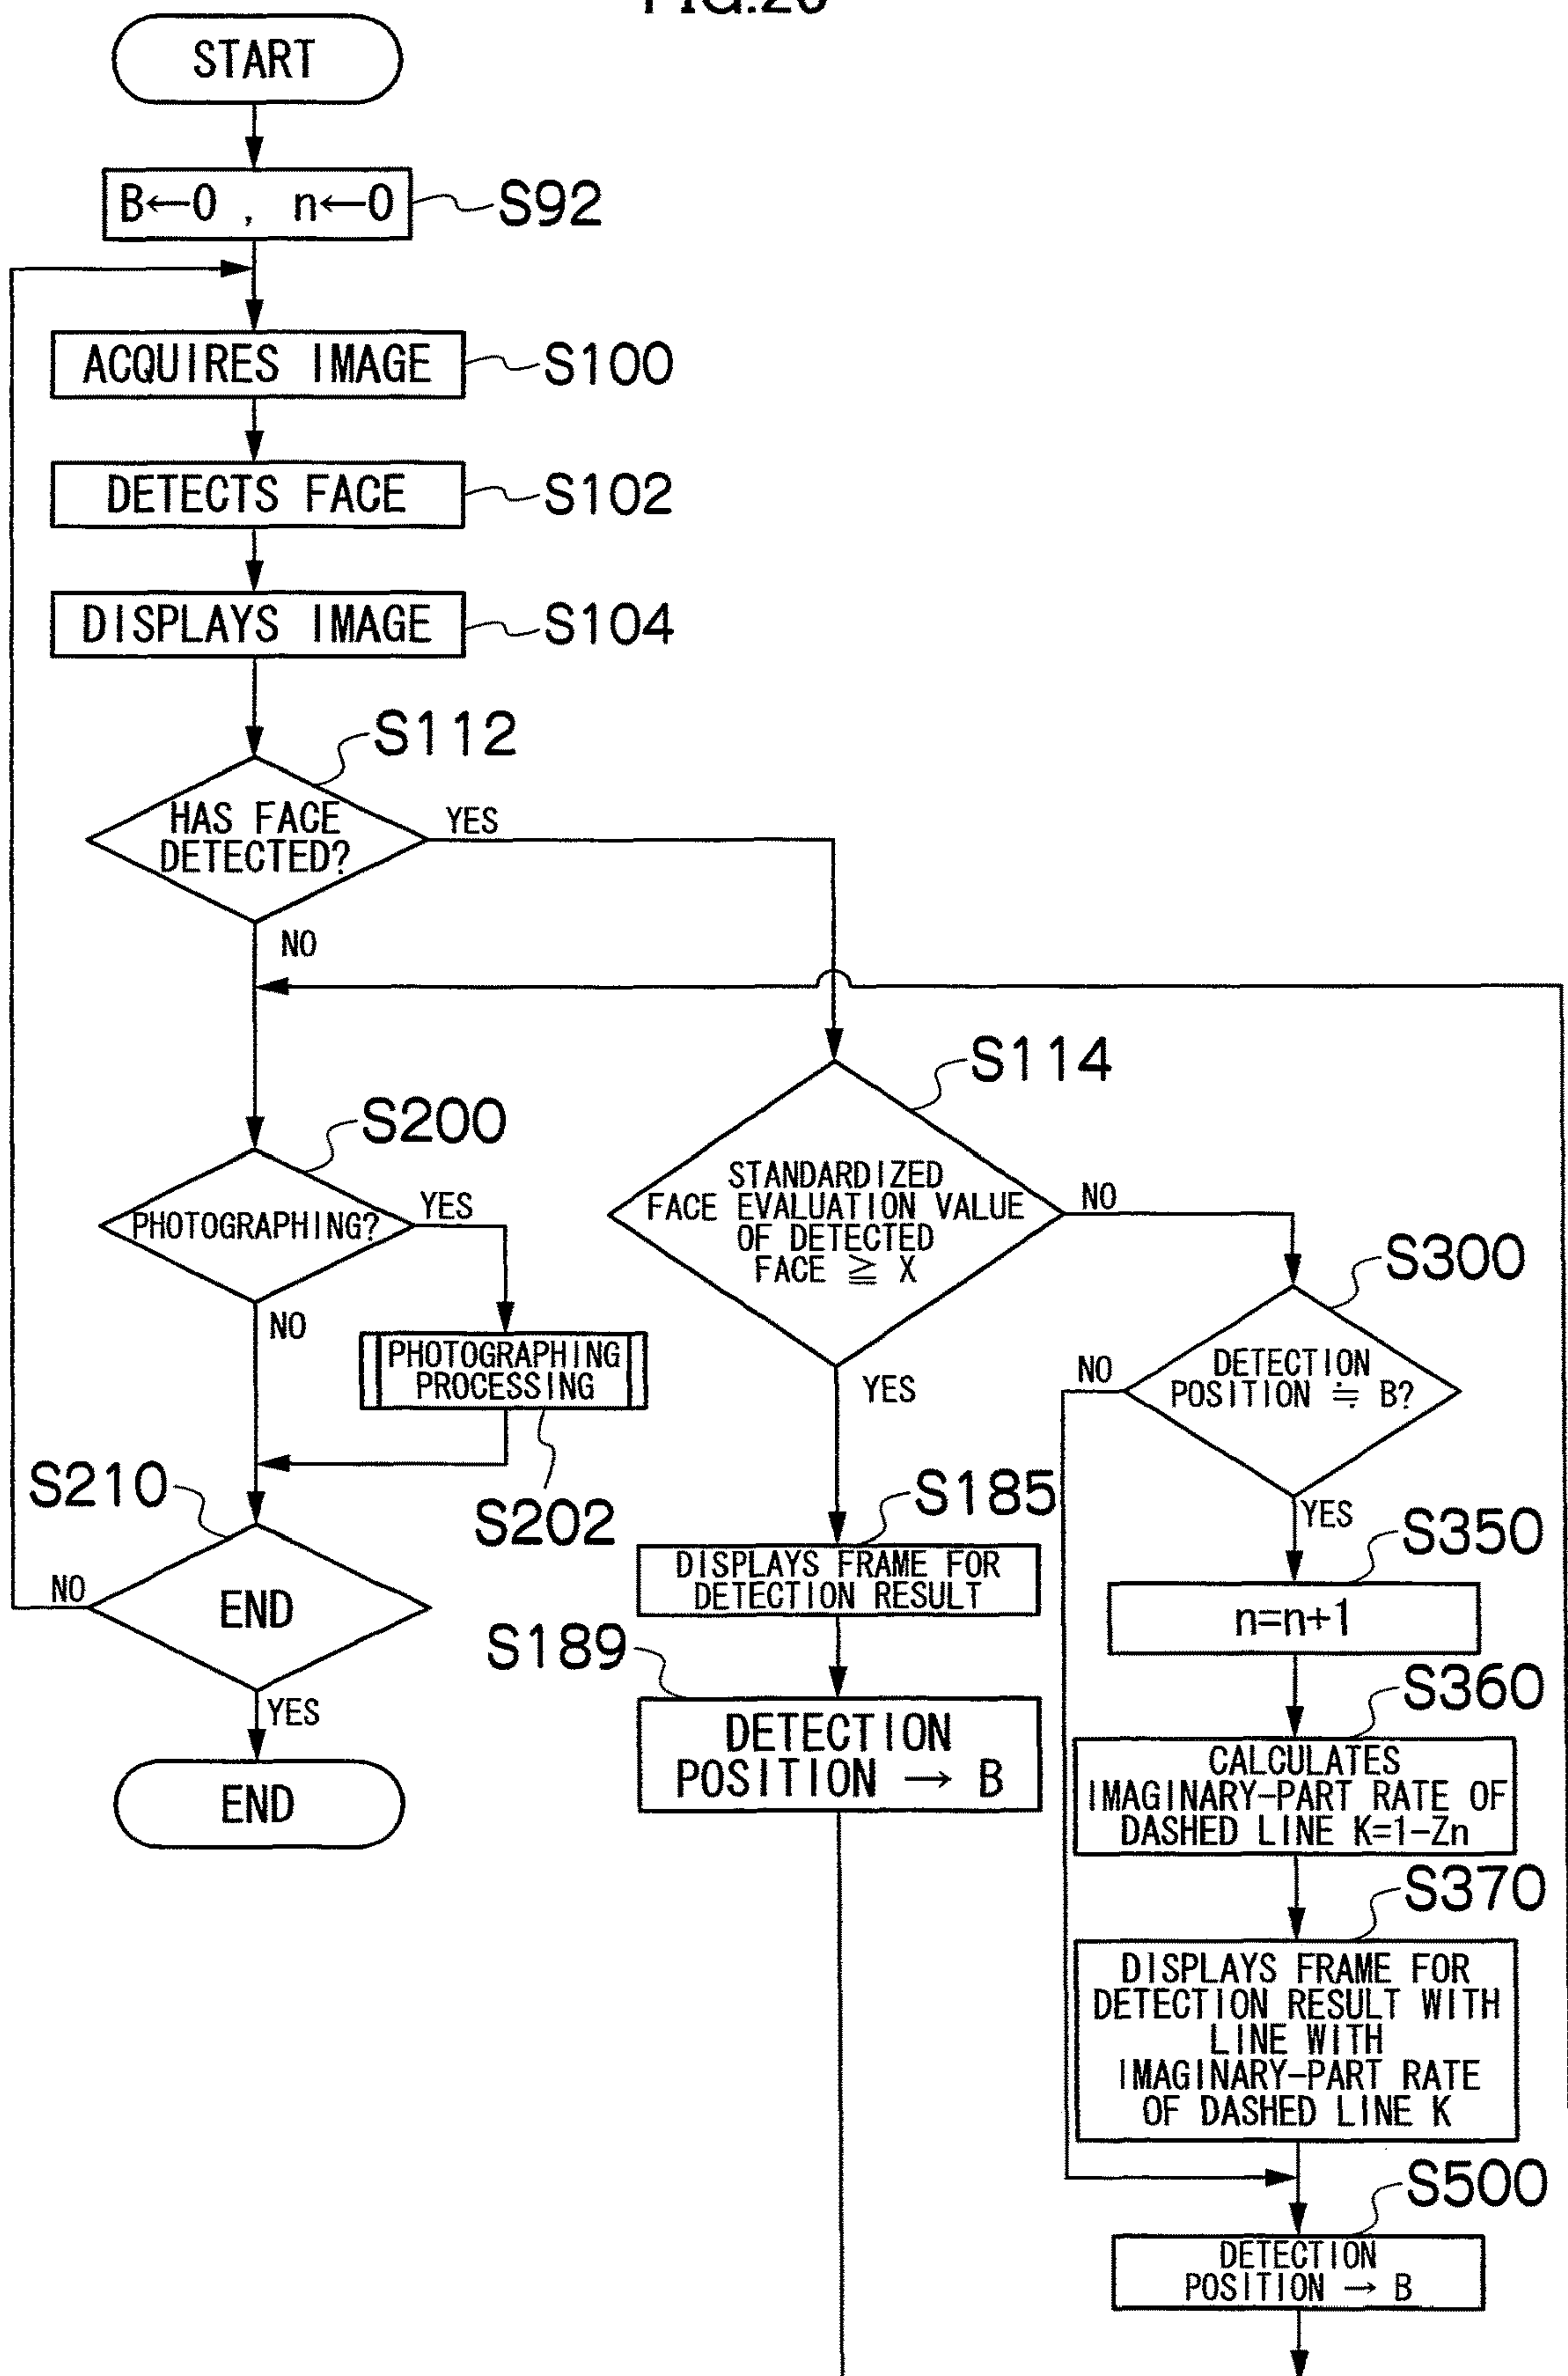 START
B←0 , n←0
S92
ACQUIRES IMAGE
S100
DETECTS FACE
S102
DISPLAYS IMAGE
S104
S112
HAS FACE
DETECTED?
YES
NO
S114
STANDARDIZED
FACE EVALUATION VALUE
OF DETECTED
FACE ≧ X
NO
YES
S200
PHOTOGRAPHING?
YES
NO
PHOTOGRAPHING
PROCESSING
S202
S210
END
NO
YES
END
S185
DISPLAYS FRAME FOR
DETECTION RESULT
S189
DETECTION
POSITION → B
S300
DETECTION
POSITION ≒ B?
NO
YES
S350
n=n+1
S360
CALCULATES
IMAGINARY-PART RATE OF
DASHED LINE K=1-Zn
S370
DISPLAYS FRAME FOR
DETECTION RESULT WITH
LINE WITH
IMAGINARY-PART RATE
OF DASHED LINE K
S500
DETECTION
POSITION → B